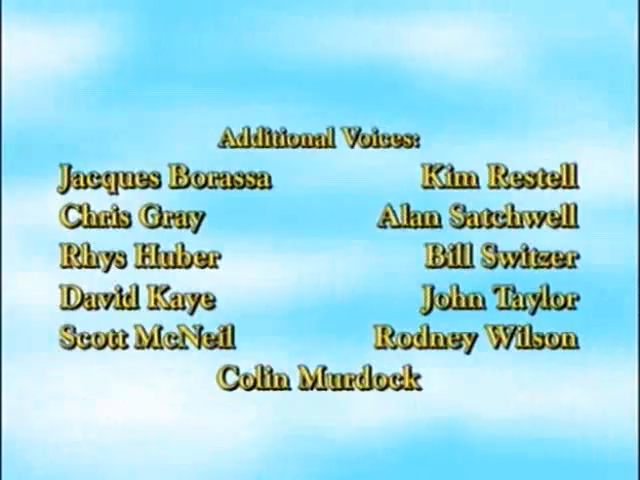 Additional Voices:
Jacques Borassa Kim Restell
Chris Gray Alan Satchwell
Rhys Huber Bill Switzer
David Kaye John Taylor
Scott McNeil Rodney Wilson
Colin Murdock